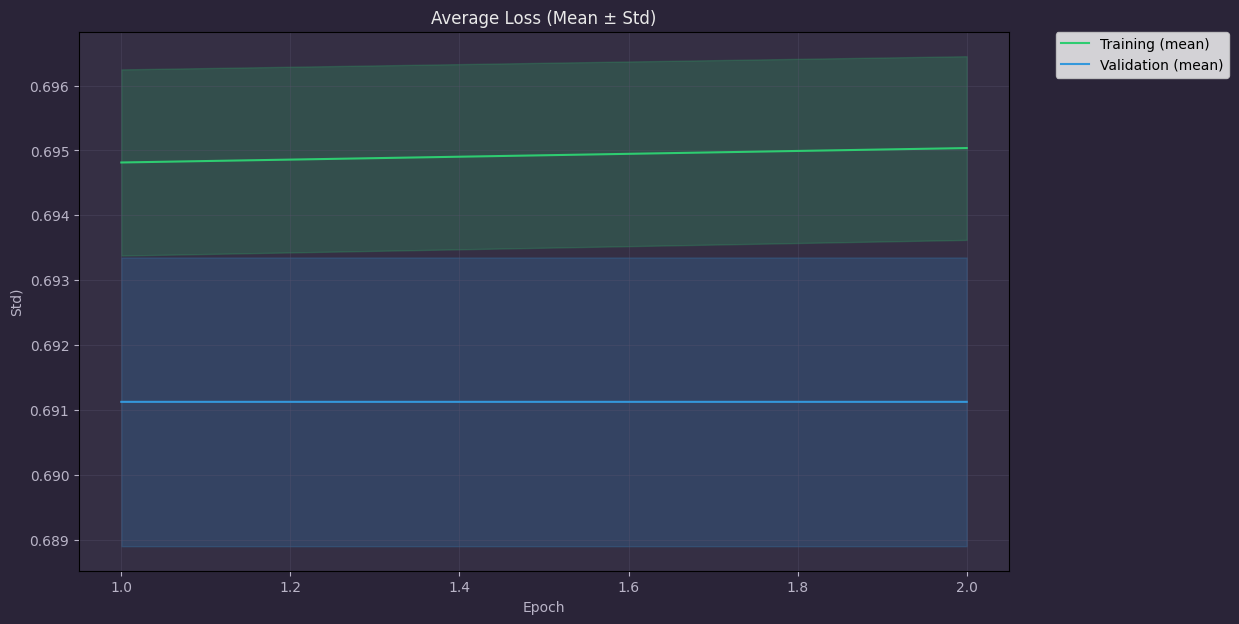 Average Loss (Mean ± Std)
Training (mean)
Validation (mean)
0.696
0.695
0.694
0.693
0.692
0.691
0.690
0.689
Std)
1.0 1.2 1.4 1.6 1.8 2.0
Epoch